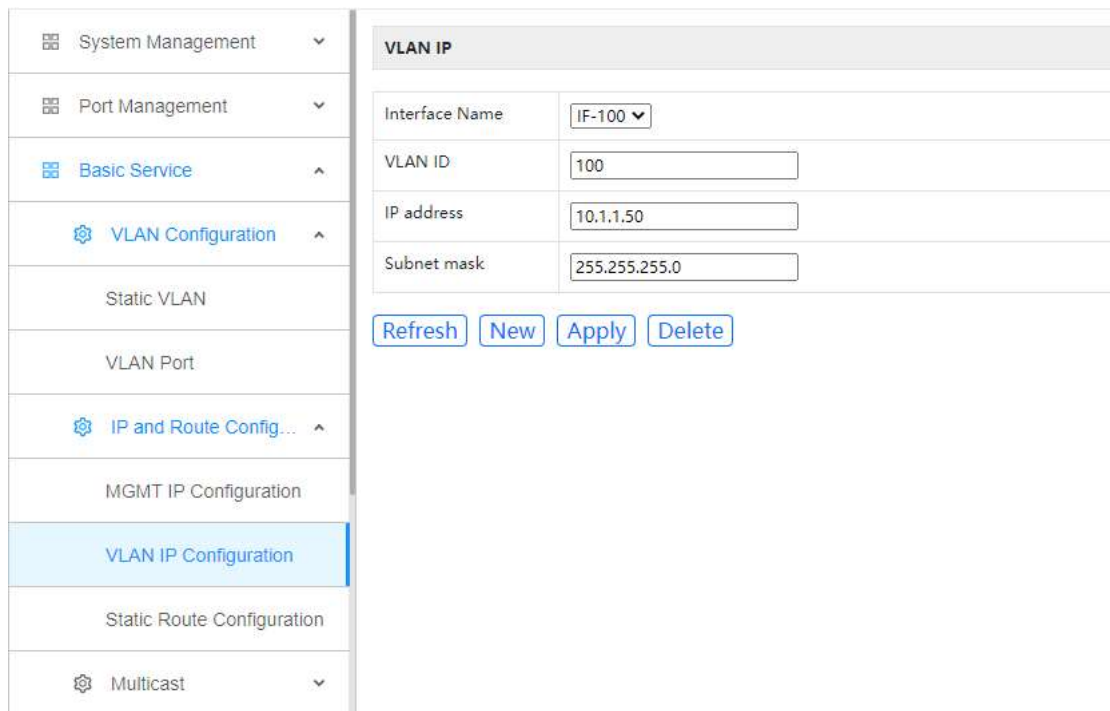 System Management
Port Management
Basic Service
VLAN Configuration
Static VLAN
VLAN Port
IP and Route Config...
MGMT IP Configuration
VLAN IP Configuration
Static Route Configuration
Multicast
VLAN IP
Interface Name IF-100
VLAN ID 100
IP address 10.1.1.50
Subnet mask 255.255.255.0
Refresh New Apply Delete